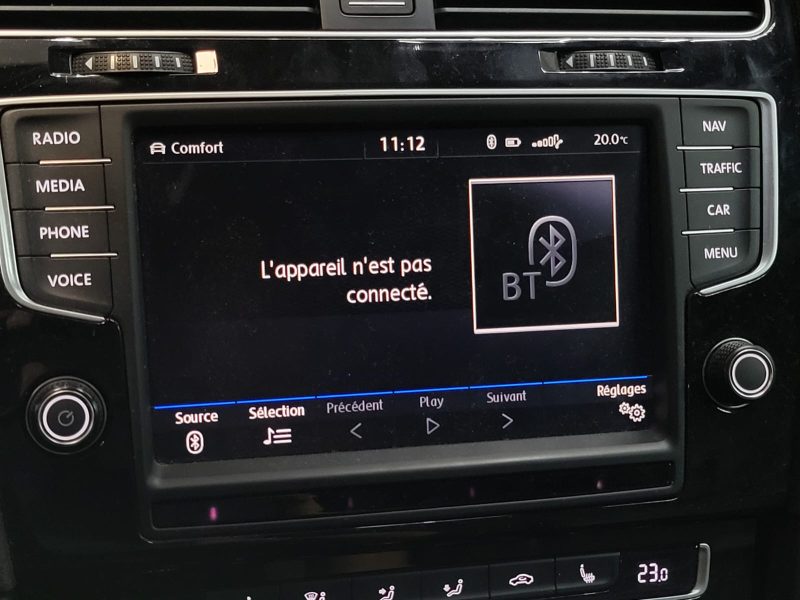 RADIO
MEDIA
PHONE
VOICE
Comfort 11:12 20.0°C
L'appareil n'est pas
connecté.
BT
Source Sélection Précédent Play Suivant Réglages
NAV
TRAFFIC
CAR
MENU
23.0